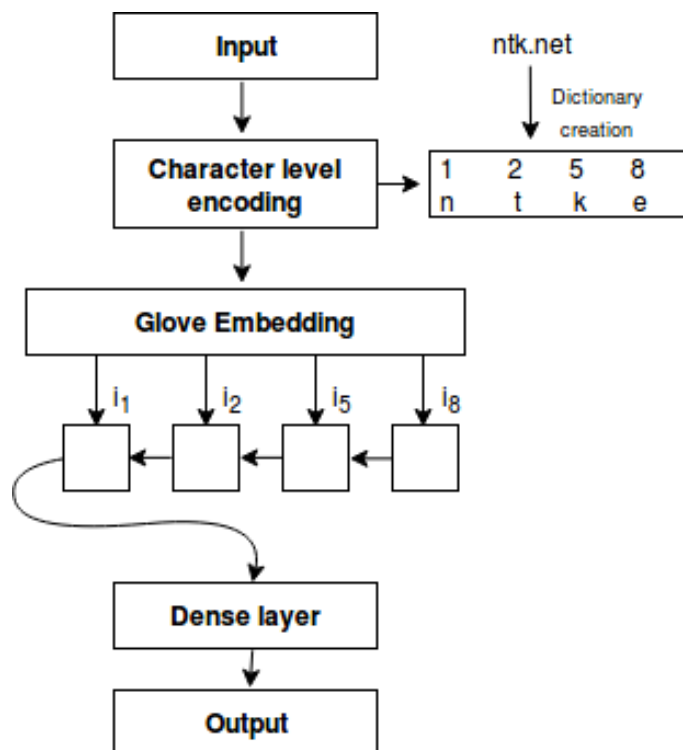 Input
ntk.net
Dictionary
creation
Character level
encoding
1 2 5 8
n t k e
Glove Embedding
i1 i2 i5 i8
Dense layer
Output